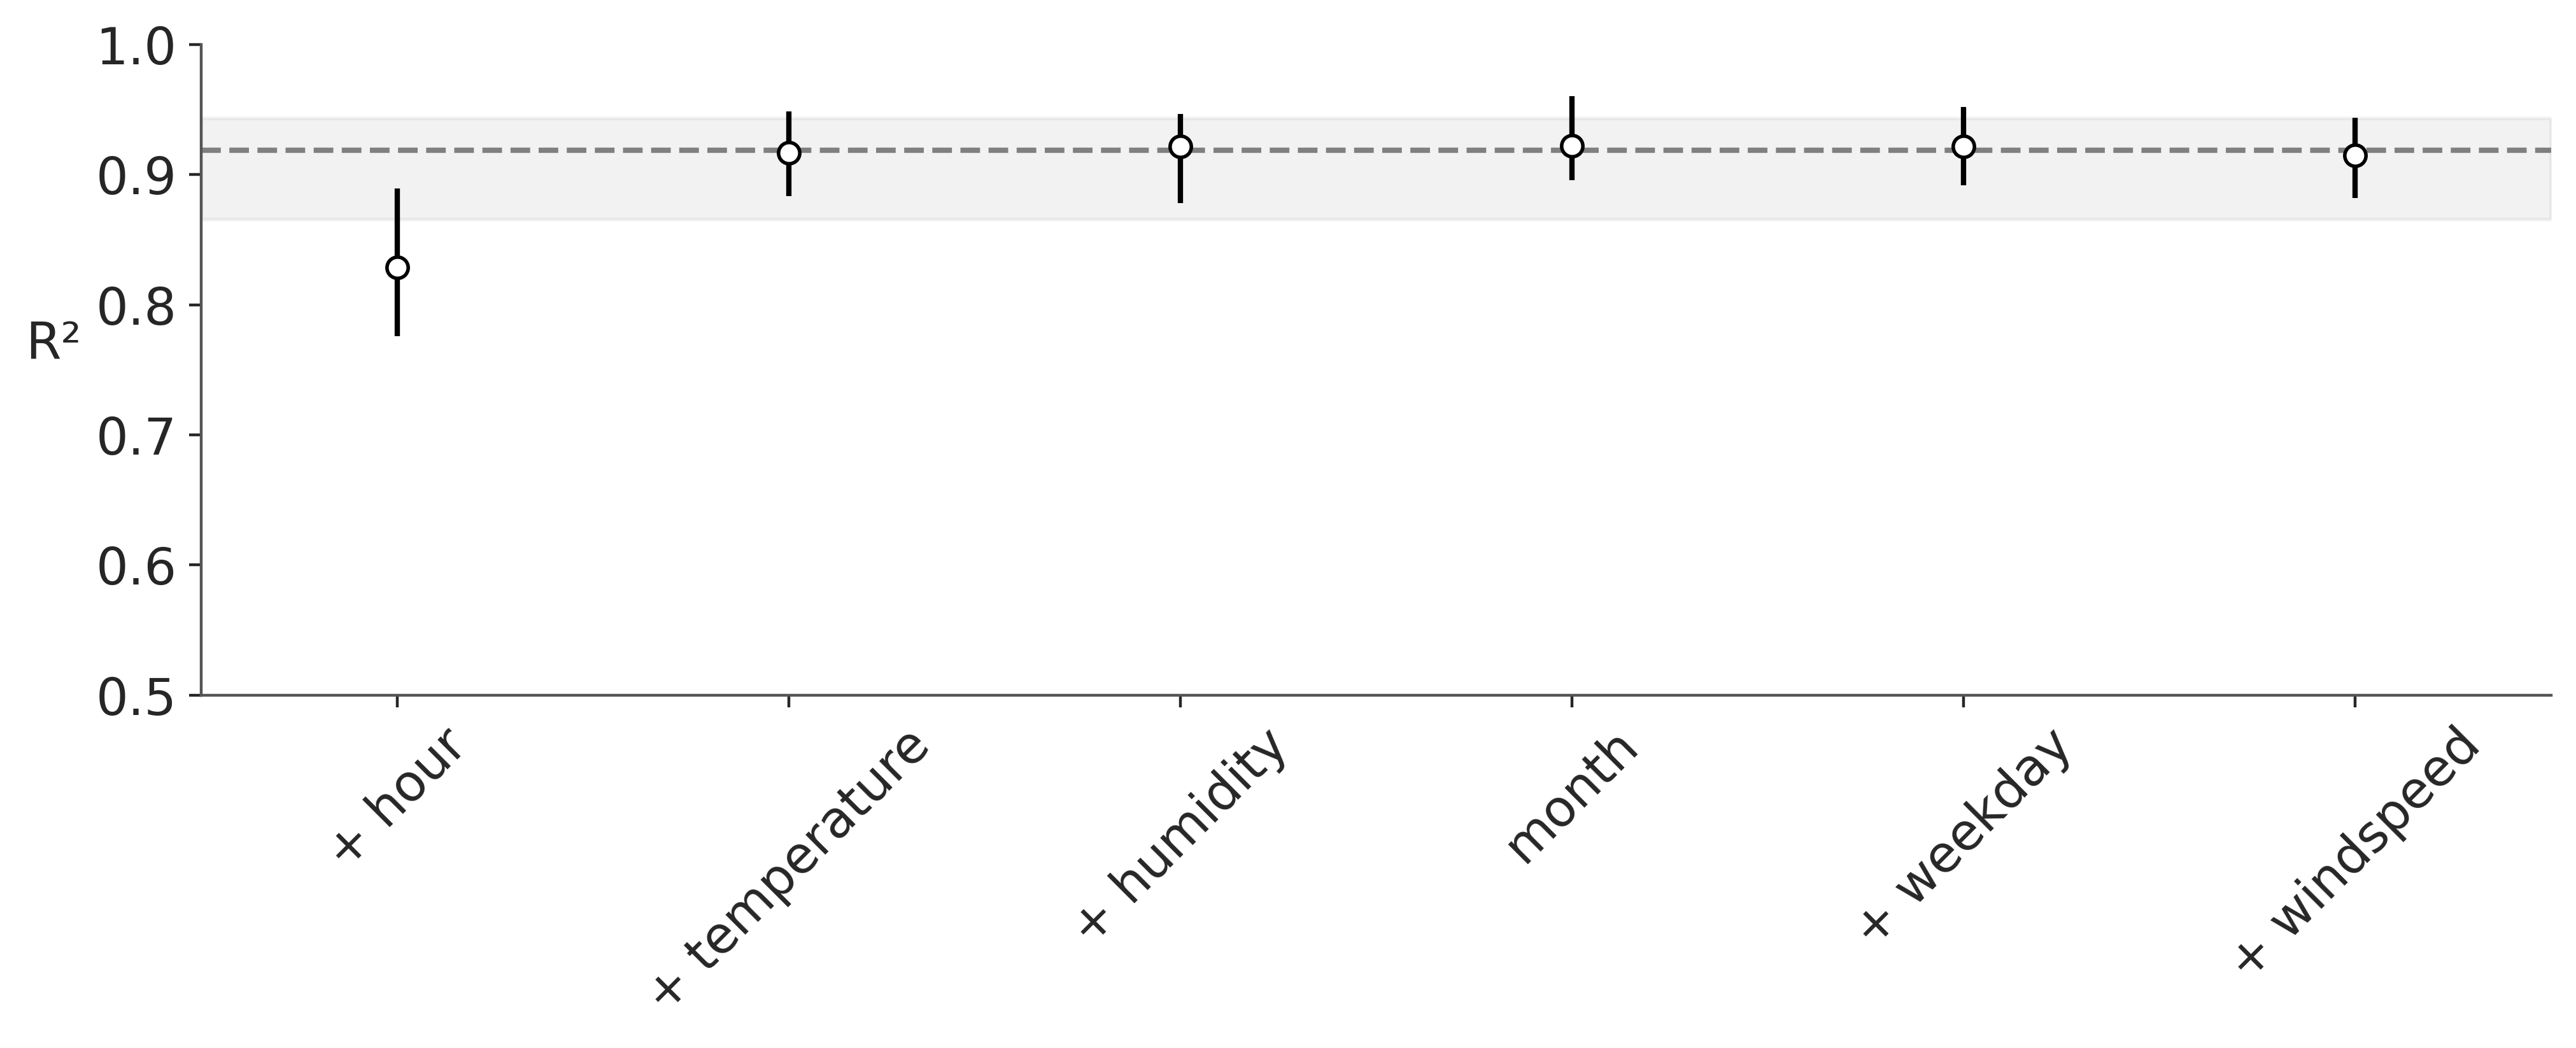 1.0
0.9
0.8
0.7
0.6
0.5
R²
+ hour
+ temperature
+ humidity
month
+ weekday
+ windspeed